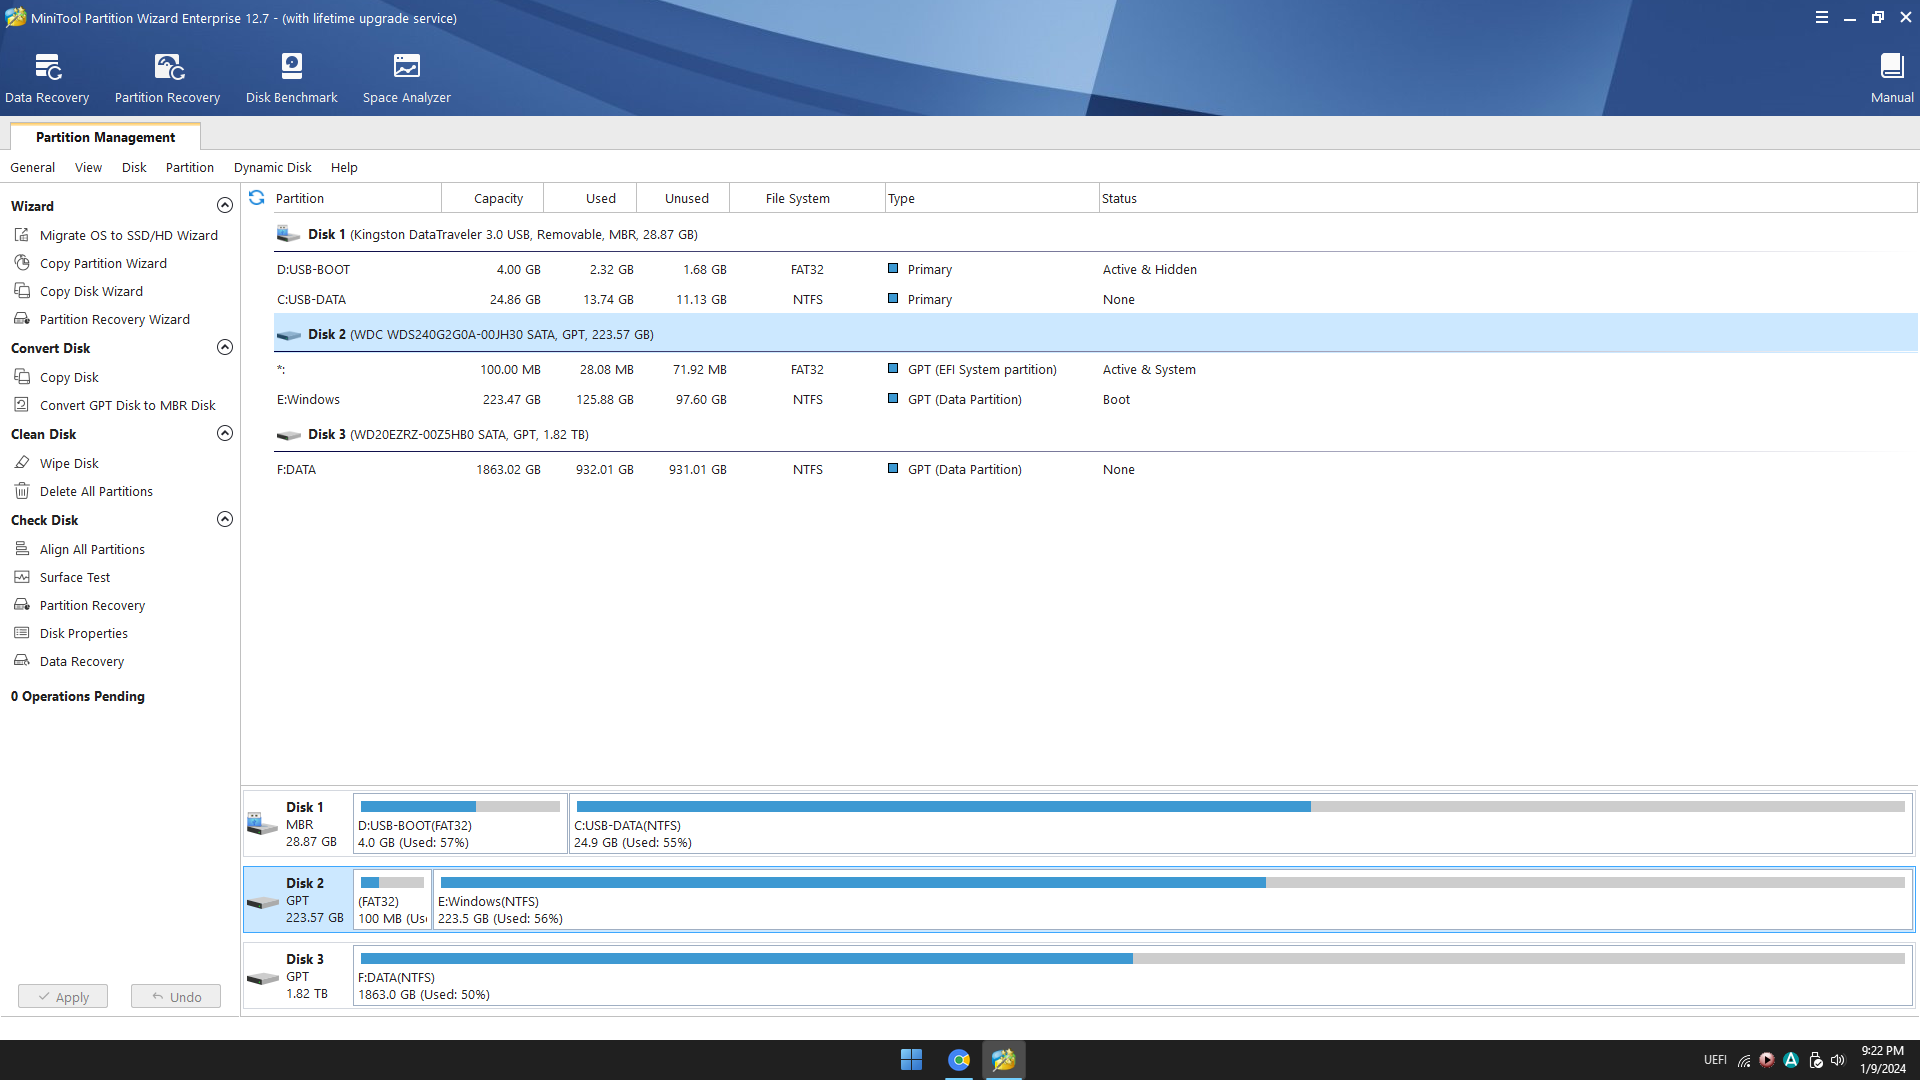 MiniTool Partition Wizard Enterprise 12.7 - (with lifetime upgrade service)
Data Recovery
Partition Recovery
Disk Benchmark
Space Analyzer
Manual
Partition Management
General View Disk Partition Dynamic Disk Help
Wizard
Migrate OS to SSD/HD Wizard
Copy Partition Wizard
Copy Disk Wizard
Partition Recovery Wizard
Convert Disk
Copy Disk
Convert GPT Disk to MBR Disk
Clean Disk
Wipe Disk
Delete All Partitions
Check Disk
Align All Partitions
Surface Test
Partition Recovery
Disk Properties
Data Recovery
0 Operations Pending
Apply Undo
Partition Capacity Used Unused File System Type Status
Disk 1 (Kingston DataTraveler 3.0 USB, Removable, MBR, 28.87 GB)
D:USB-BOOT 4.00 GB 2.32 GB 1.68 GB FAT32 Primary Active & Hidden
C:USB-DATA 24.86 GB 13.74 GB 11.13 GB NTFS Primary None
Disk 2 (WDC WDS240G2G0A-00JH30 SATA, GPT, 223.57 GB)
*: 100.00 MB 28.08 MB 71.92 MB FAT32 GPT (EFI System partition) Active & System
E:Windows 223.47 GB 125.88 GB 97.60 GB NTFS GPT (Data Partition) Boot
Disk 3 (WD20EZRZ-00Z5HB0 SATA, GPT, 1.82 TB)
F:DATA 1863.02 GB 932.01 GB 931.01 GB NTFS GPT (Data Partition) None
Disk 1
MBR
28.87 GB
D:USB-BOOT(FAT32)
4.0 GB (Used: 57%)
C:USB-DATA(NTFS)
24.9 GB (Used: 55%)
Disk 2
GPT
223.57 GB
(FAT32)
100 MB (Us
E:Windows(NTFS)
223.5 GB (Used: 56%)
Disk 3
GPT
1.82 TB
F:DATA(NTFS)
1863.0 GB (Used: 50%)
UEFI
9:22 PM
1/9/2024